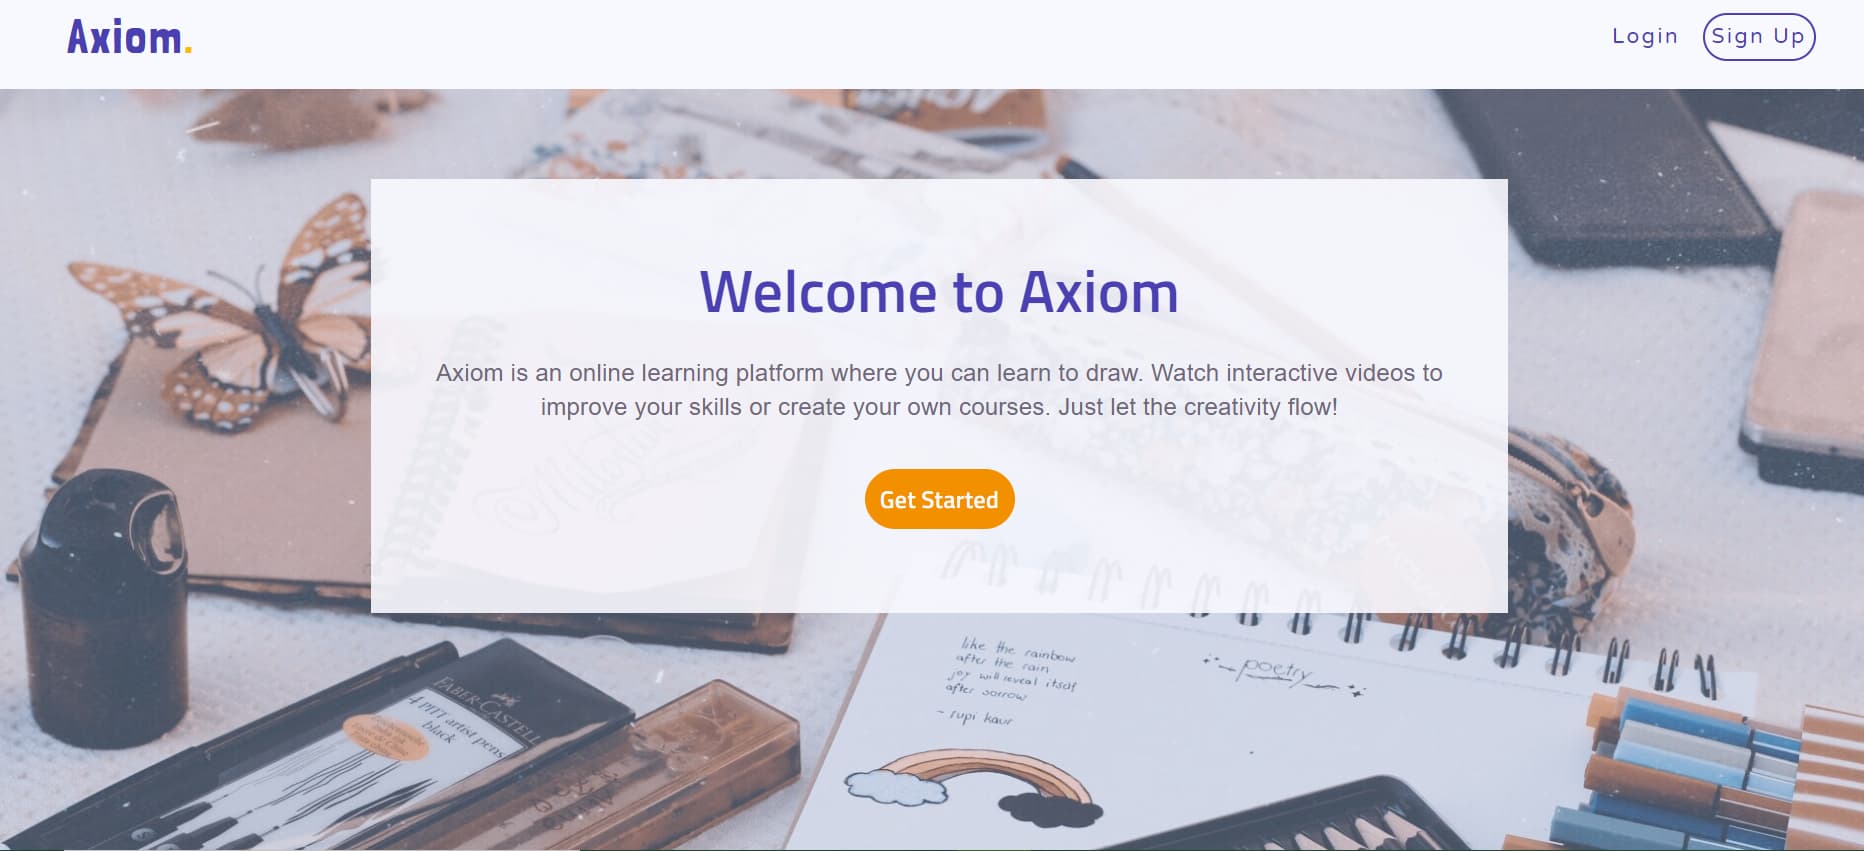 Axiom.
Login
Sign Up
Welcome to Axiom
Axiom is an online learning platform where you can learn to draw. Watch interactive videos to
improve your skills or create your own courses. Just let the creativity flow!
Get Started
like the rainbow
after the rain
joy will reveal itself
after sorrow
- rupi kaur
poetry
FABER-CASTELL
4 PITT artist pens
black